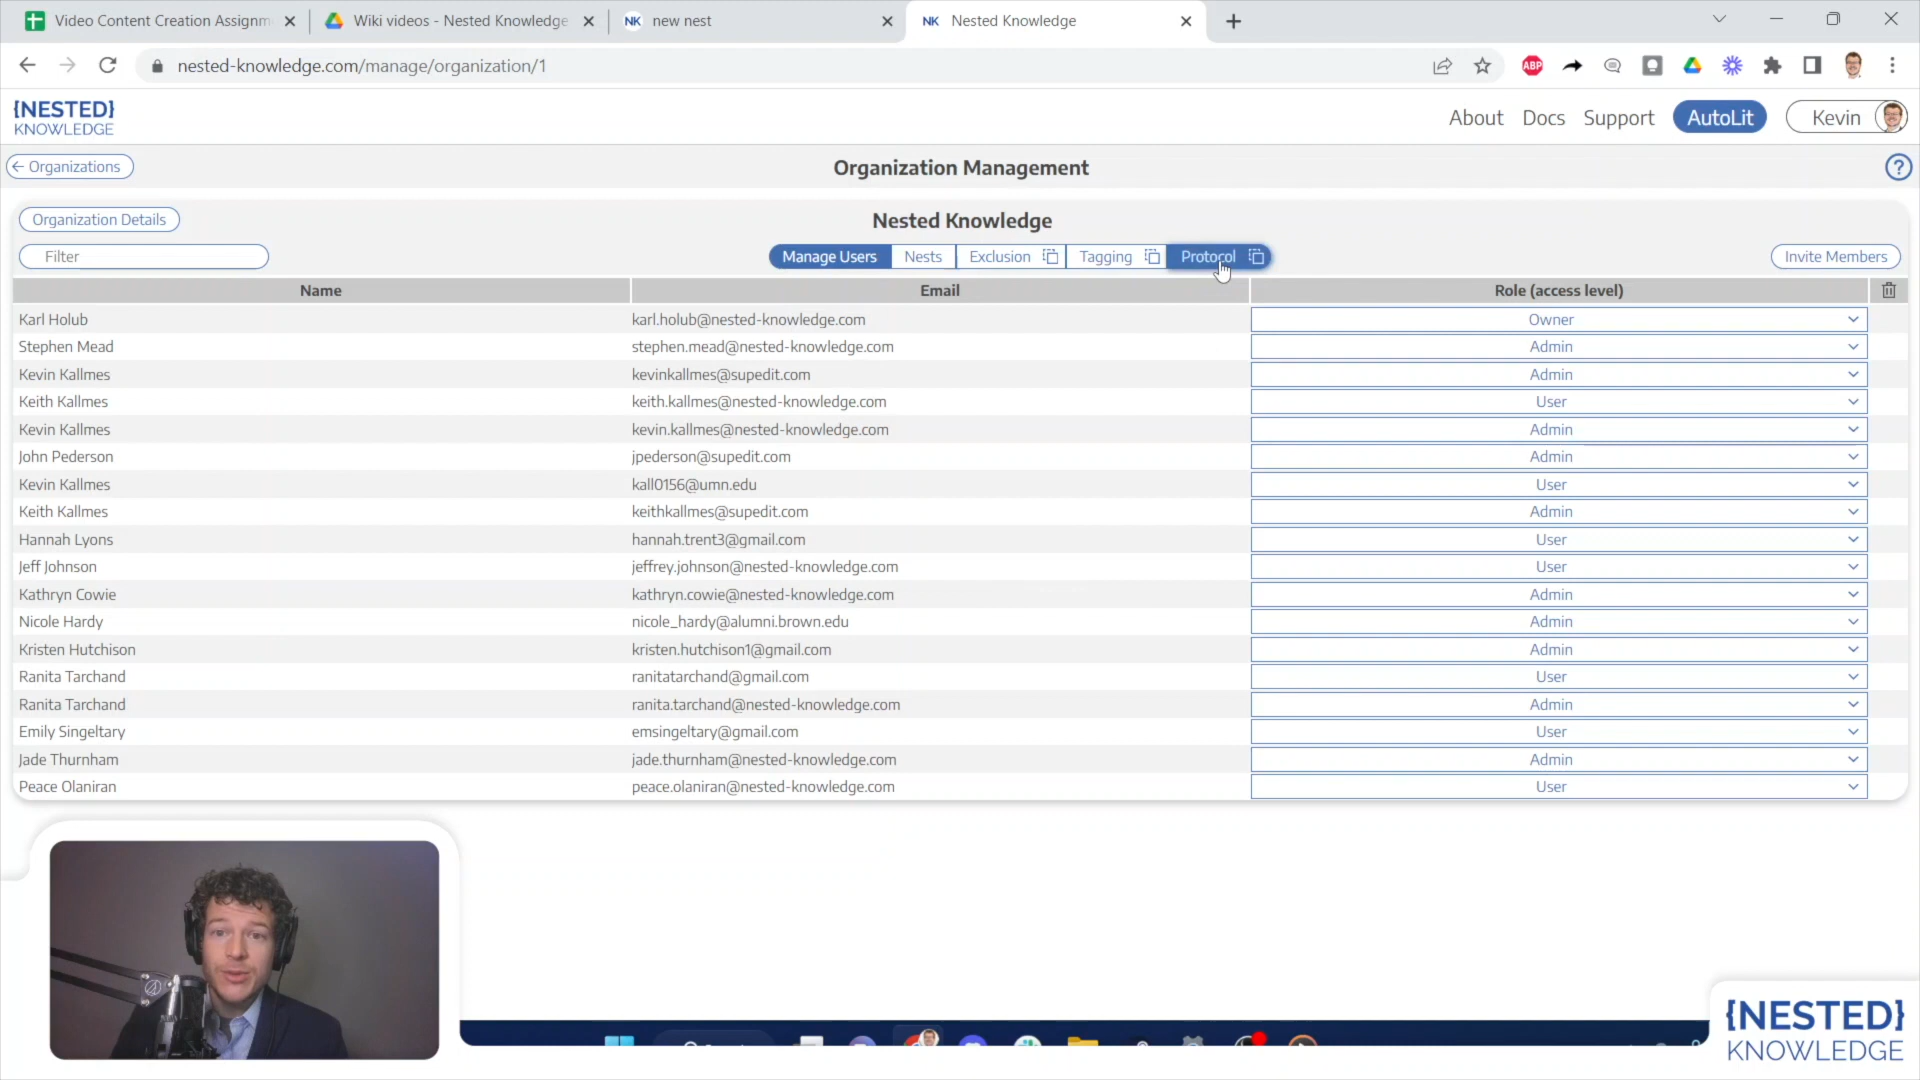 Video Content Creation Assignm
Wiki videos - Nested Knowledge
NK new nest
NK Nested Knowledge
nested-knowledge.com/manage/organization/1
ABP
{NESTED}
KNOWLEDGE
About Docs Support AutoLit Kevin
← Organizations
Organization Management
?
Organization Details
Nested Knowledge
Filter
Manage Users Nests Exclusion Tagging Protocol
Invite Members
Name Email Role (access level)
Karl Holub karl.holub@nested-knowledge.com Owner
Stephen Mead stephen.mead@nested-knowledge.com Admin
Kevin Kallmes kevinkallmes@supedit.com Admin
Keith Kallmes keith.kallmes@nested-knowledge.com User
Kevin Kallmes kevin.kallmes@nested-knowledge.com Admin
John Pederson jpederson@supedit.com Admin
Kevin Kallmes kall0156@umn.edu User
Keith Kallmes keithkallmes@supedit.com Admin
Hannah Lyons hannah.trent3@gmail.com User
Jeff Johnson jeffrey.johnson@nested-knowledge.com User
Kathryn Cowie kathryn.cowie@nested-knowledge.com Admin
Nicole Hardy nicole_hardy@alumni.brown.edu Admin
Kristen Hutchison kristen.hutchison1@gmail.com Admin
Ranita Tarchand ranitatarchand@gmail.com User
Ranita Tarchand ranita.tarchand@nested-knowledge.com Admin
Emily Singeltary emsingeltary@gmail.com User
Jade Thurnham jade.thurnham@nested-knowledge.com Admin
Peace Olaniran peace.olaniran@nested-knowledge.com User
{NESTED}
KNOWLEDGE